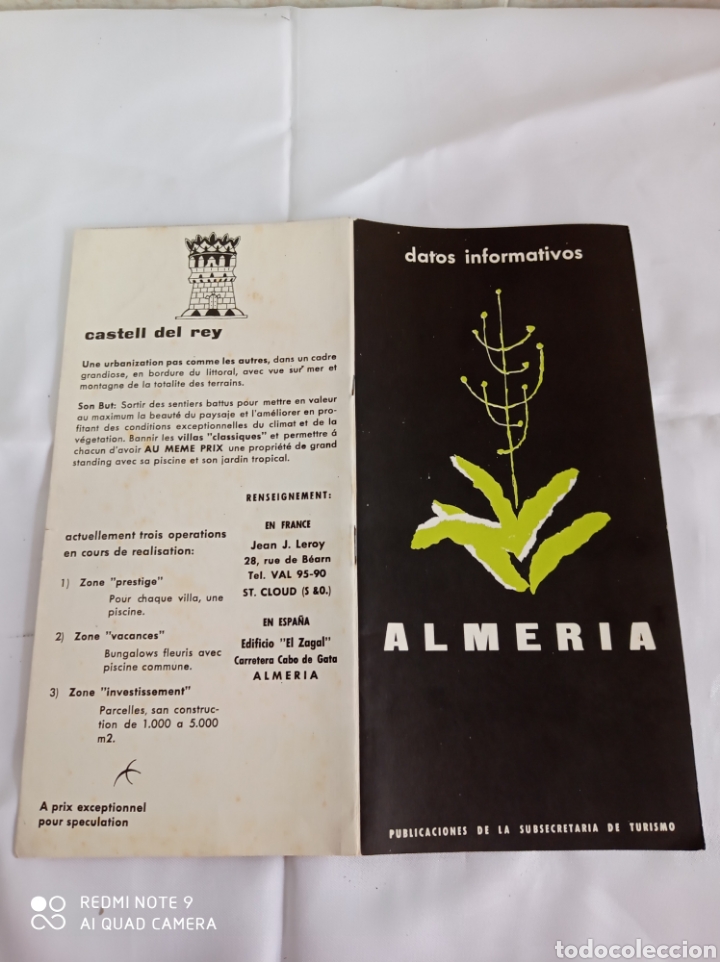 castell del rey
Une urbanization pas comme les autres, dans un cadre
grandiose, en bordure du littoral, avec vue sur mer et
montagne de la totalite des terrains.
Son But: Sortir des sentiers battus pour mettre en valeur
au maximum la beauté du paysage et l'améliorer en pro-
fitant des conditions exceptionnelles du climat et de la
végetation. Bannir les villas "classiques" et permettre á
chacun d'avoir AU MEME PRIX une propriété de grand
standing avec sa piscine et son jardin tropical.
actuellement trois operations
en cours de realisation:
1) Zone "prestige"
Pour chaque villa, une
piscine.
2) Zone "vacances"
Bungalows fleuris avec
piscine commune.
3) Zone "investissement"
Parcelles, san construc-
tion de 1.000 a 5.000
m2.
A prix exceptionnel
pour speculation
RENSEIGNEMENT:
EN FRANCE
Jean J. Leroy
28, rue de Béarn
Tel. VAL 95-90
ST. CLOUD (S &O.)
EN ESPAÑA
Edificio "El Zagal"
Carretera Cabo de Gata
ALMERIA
datos informativos
ALMERIA
PUBLICACIONES DE LA SUBSECRETARIA DE TURISMO
REDMI NOTE 9
AI QUAD CAMERA
todocoleccion